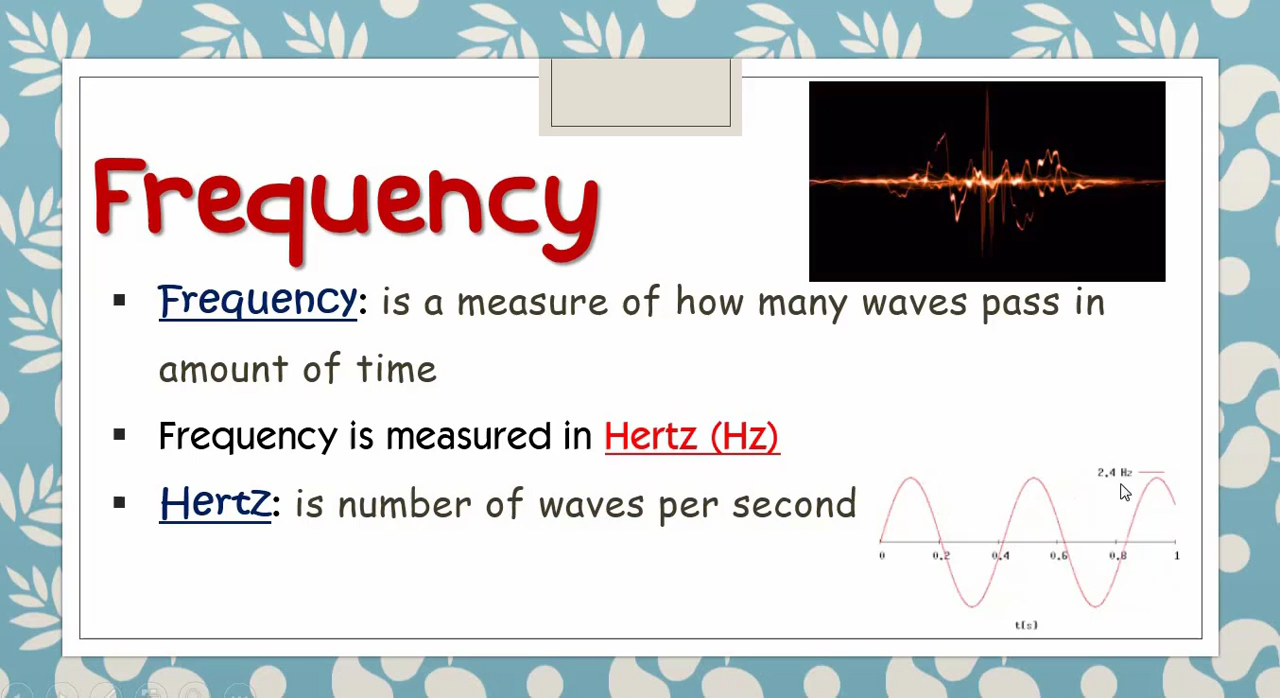 Frequency
▪ Frequency: is a measure of how many waves pass in
amount of time
▪ Frequency is measured in Hertz (Hz)
▪ Hertz: is number of waves per second
2.4 Hz
0 0.2 0.4 0.6 0.8 1
t(s)